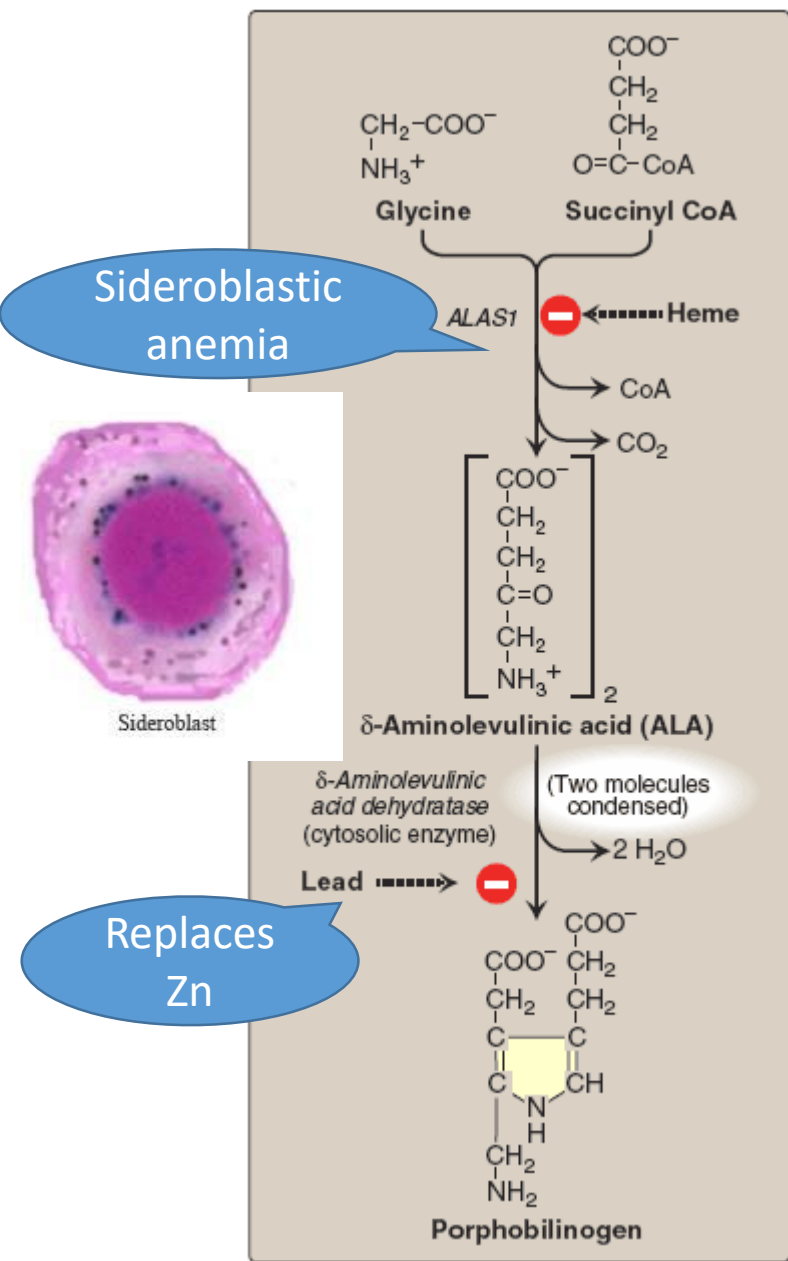 COO⁻
CH₂
CH₂
O=C-CoA
CH₂-COO⁻
NH₃⁺
Glycine
Succinyl CoA
Sideroblastic
anemia
ALAS1
Heme
CoA
CO₂
COO⁻
CH₂
CH₂
C=O
CH₂
NH₃⁺
2
Sideroblast
δ-Aminolevulinic acid (ALA)
δ-Aminolevulinic
acid dehydratase
(cytosolic enzyme)
(Two molecules
condensed)
2 H₂O
Lead
Replaces
Zn
COO⁻
COO⁻ CH₂
CH₂ CH₂
C C
C CH
N
H
CH₂
NH₂
Porphobilinogen